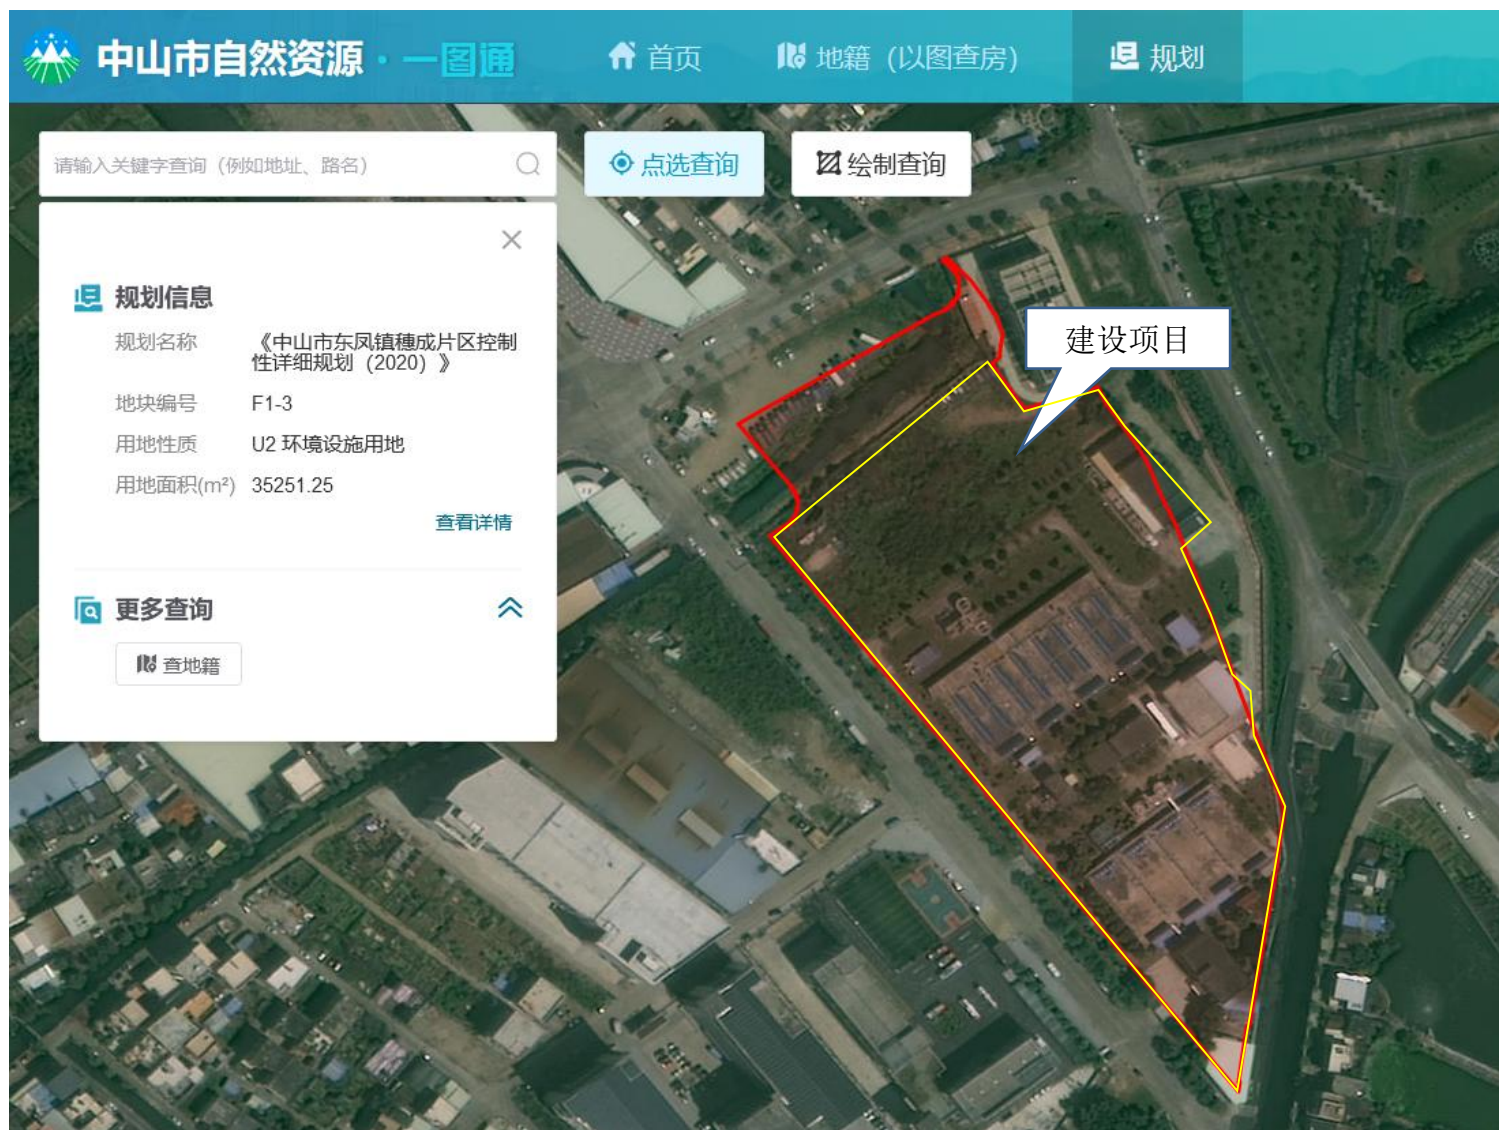 中山市自然资源·一图通
首页
地籍（以图查房）
规划
请输入关键字查询（例如地址、路名）
点选查询
绘制查询
规划信息
规划名称 《中山市东凤镇穗成片区控制
性详细规划（2020）》
地块编号 F1-3
用地性质 U2 环境设施用地
用地面积(m²) 35251.25
查看详情
更多查询
查地籍
建设项目